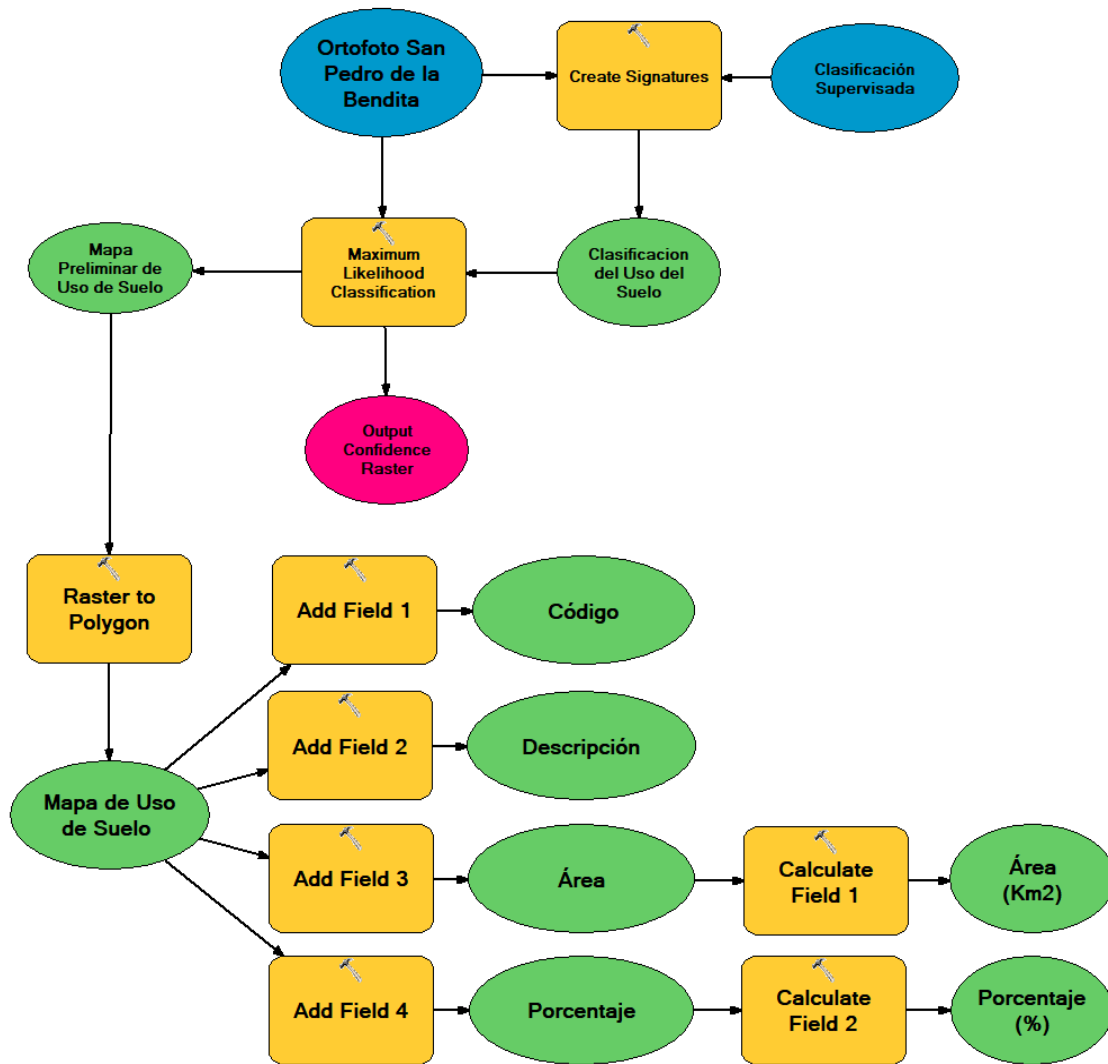 Ortofoto San
Pedro de la
Bendita
Create Signatures
Clasificación
Supervisada
Mapa
Preliminar de
Uso de Suelo
Maximum
Likelihood
Classification
Clasificacion
del Uso del
Suelo
Output
Confidence
Raster
Raster to
Polygon
Add Field 1
Código
Mapa de Uso
de Suelo
Add Field 2
Descripción
Add Field 3
Área
Calculate
Field 1
Área
(Km2)
Add Field 4
Porcentaje
Calculate
Field 2
Porcentaje
(%)